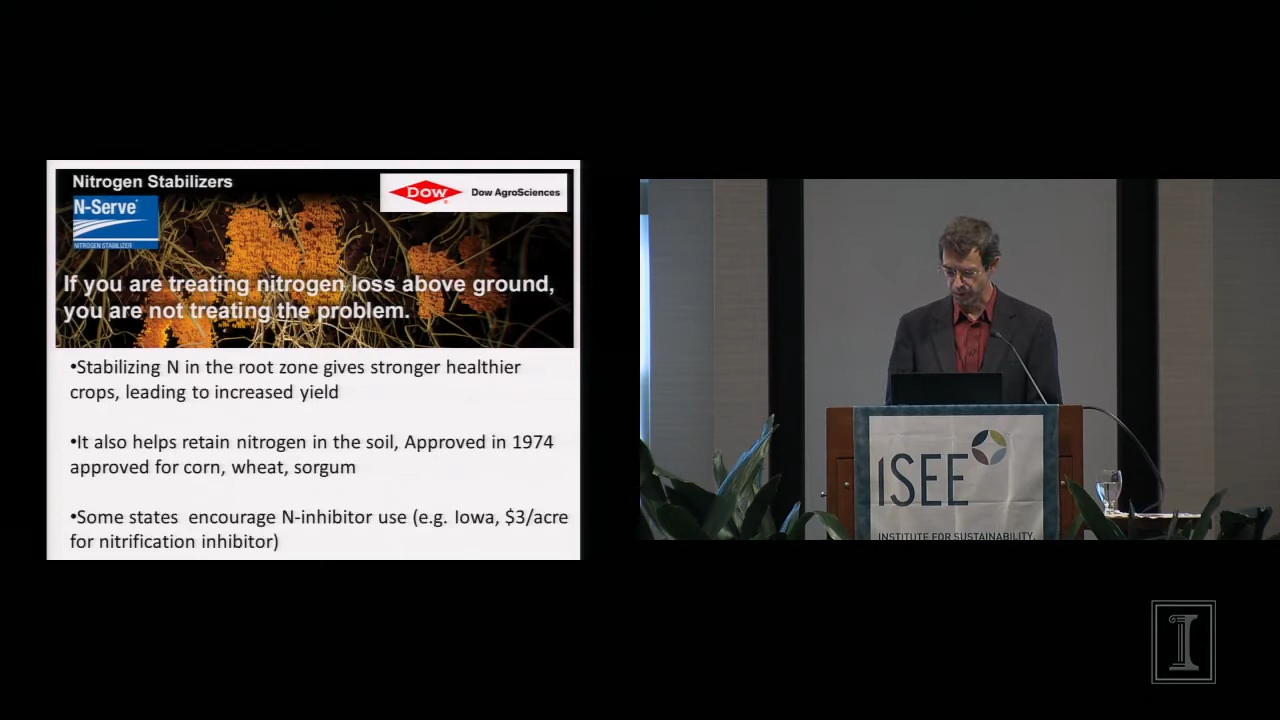 Nitrogen Stabilizers
N-Serve®
NITROGEN STABILIZER
Dow
Dow AgroSciences
If you are treating nitrogen loss above ground,
you are not treating the problem.
•Stabilizing N in the root zone gives stronger healthier
crops, leading to increased yield
•It also helps retain nitrogen in the soil, Approved in 1974
approved for corn, wheat, sorgum
•Some states encourage N-inhibitor use (e.g. Iowa, $3/acre
for nitrification inhibitor)
ISEE
INSTITUTE FOR SUSTAINABILITY,
I